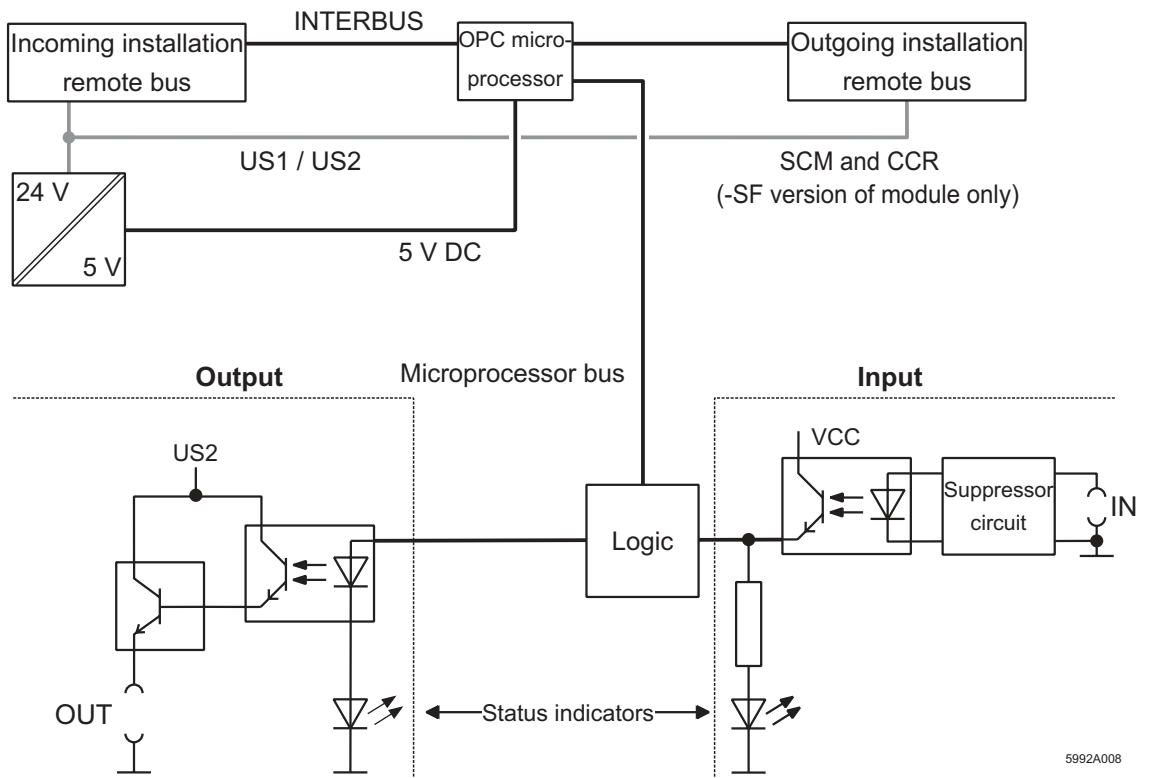 INTERBUS
Incoming installation
remote bus
OPC micro-
processor
Outgoing installation
remote bus
US1 / US2
SCM and CCR
(-SF version of module only)
24 V
5 V
5 V DC
Output
Microprocessor bus
Input
US2
VCC
Suppressor
circuit
IN
Logic
OUT
Status indicators
5992A008